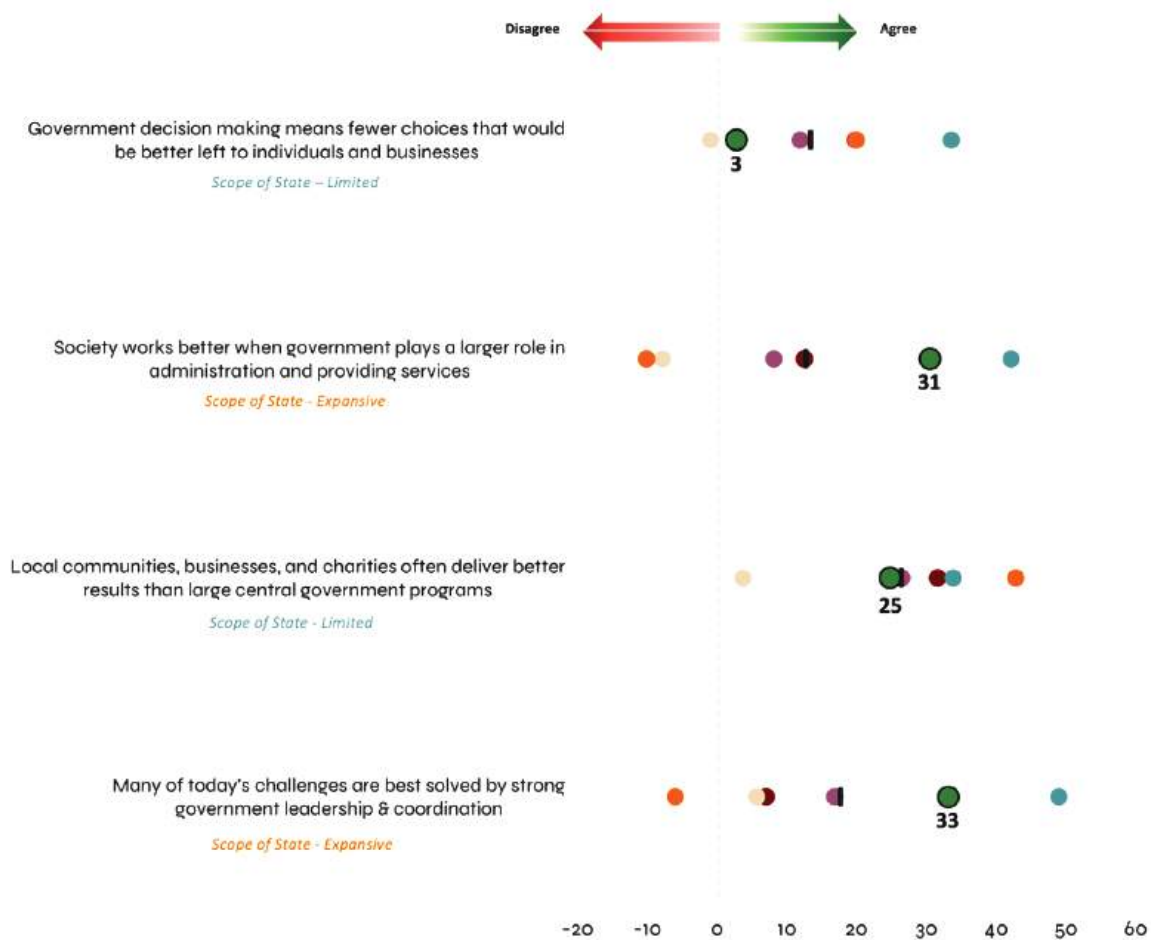 Disagree
Agree
Government decision making means fewer choices that would
be better left to individuals and businesses
Scope of State – Limited
3
Society works better when government plays a larger role in
administration and providing services
Scope of State - Expansive
31
Local communities, businesses, and charities often deliver better
results than large central government programs
Scope of State - Limited
25
Many of today's challenges are best solved by strong
government leadership & coordination
Scope of State - Expansive
33
-20 -10 0 10 20 30 40 50 60